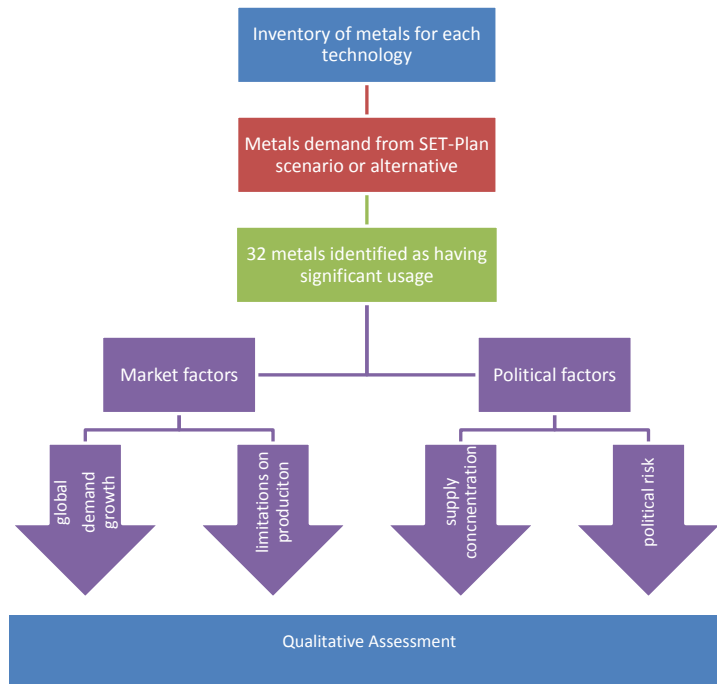 Inventory of metals for each
technology
Metals demand from SET-Plan
scenario or alternative
32 metals identified as having
significant usage
Market factors
Political factors
global
demand
growth
limitations on
produciton
supply
concnentration
political risk
Qualitative Assessment